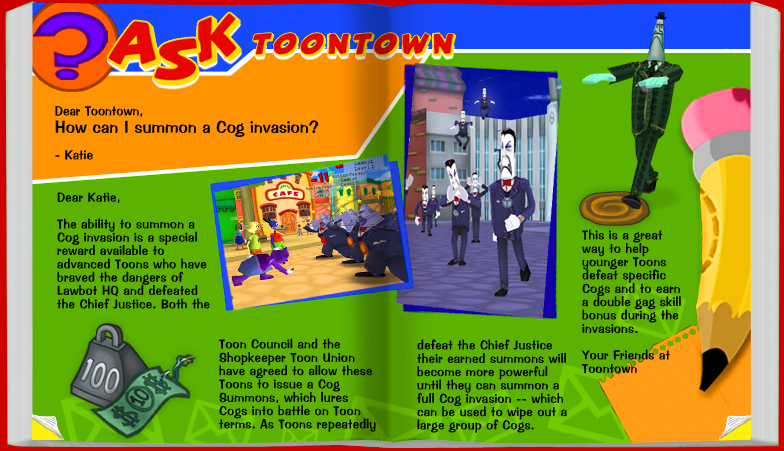 ?ASK TOONTOWN
Dear Toontown,
How can I summon a Cog invasion?
- Katie
Dear Katie,
The ability to summon a
Cog invasion is a special
reward available to
advanced Toons who have
braved the dangers of
Lawbot HQ and defeated
the Chief Justice. Both the
Toon Council and the
Shopkeeper Toon Union
have agreed to allow these
Toons to issue a Cog
Summons, which lures
Cogs into battle on Toon
terms. As Toons repeatedly
defeat the Chief Justice
their earned summons will
become more powerful
until they can summon a
full Cog invasion -- which
can be used to wipe out a
large group of Cogs.
This is a great
way to help
younger Toons
defeat specific
Cogs and to earn
a double gag skill
bonus during the
invasions.
Your Friends at
Toontown
CAFE
Lawbot
100
$10$